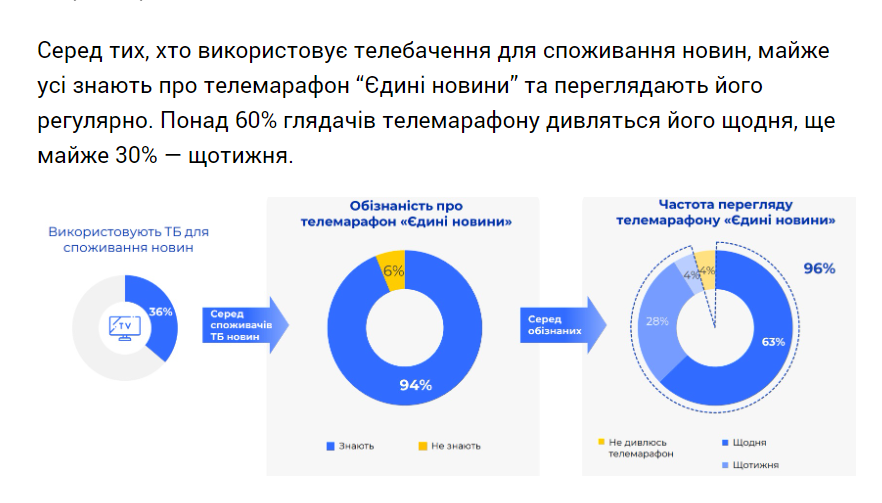 Серед тих, хто використовує телебачення для споживання новин, майже
усі знають про телемарафон “Єдині новини” та переглядають його
регулярно. Понад 60% глядачів телемарафону дивляться його щодня, ще
майже 30% — щотижня.
Використовують ТБ для
споживання новин
36%
TV
Серед
споживачів
ТБ новин
Обізнаість про
телемарафон «Єдині новини»
6%
94%
Знають
Не знають
Серед
обізнаних
Частота перегляду
телемарафону «Єдині новини»
96%
4%
4%
28%
63%
Не дивлюсь
телемарафон
Щодня
Щотижня